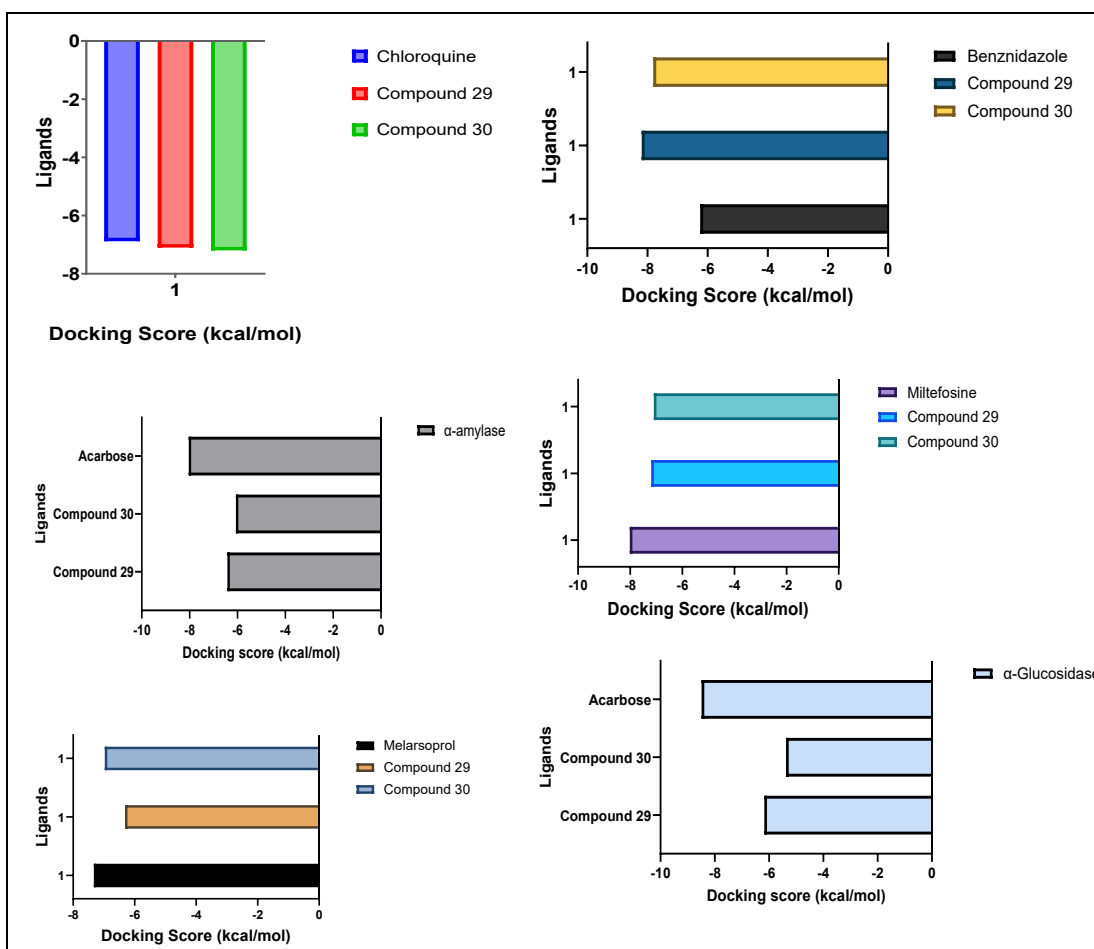 0
-2
-4
-6
-8
Ligands
1
Docking Score (kcal/mol)
Chloroquine
Compound 29
Compound 30
1
1
1
Ligands
-10 -8 -6 -4 -2 0
Docking Score (kcal/mol)
Benznidazole
Compound 29
Compound 30
Acarbose
Compound 30
Compound 29
Ligands
-10 -8 -6 -4 -2 0
Docking score (kcal/mol)
α-amylase
1
1
1
Ligands
-10 -8 -6 -4 -2 0
Docking Score (kcal/mol)
Miltefosine
Compound 29
Compound 30
1
1
1
Ligands
-8 -6 -4 -2 0
Docking Score (kcal/mol)
Melarsoprol
Compound 29
Compound 30
Acarbose
Compound 30
Compound 29
Ligands
-10 -8 -6 -4 -2 0
Docking score (kcal/mol)
α-Glucosidase